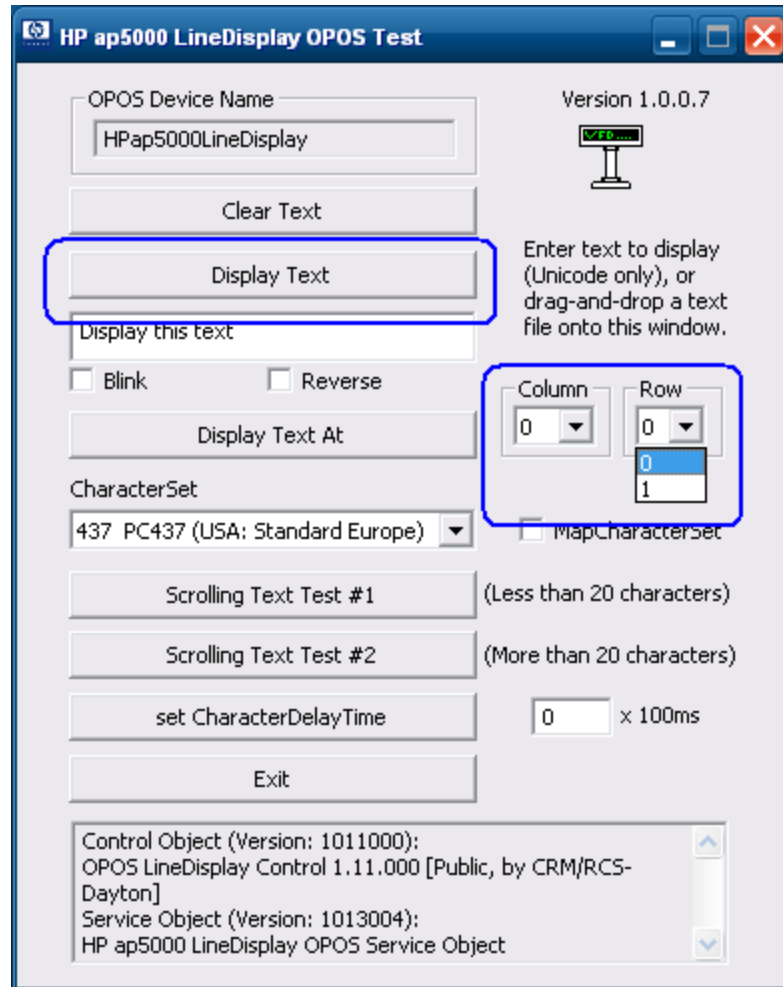 HP ap5000 LineDisplay OPOS Test
OPOS Device Name
HPap5000LineDisplay
Version 1.0.0.7
VFD....
Clear Text
Display Text
Enter text to display
(Unicode only), or
drag-and-drop a text
file onto this window.
Display this text
Blink
Reverse
Column
0
Row
0
0
1
Display Text At
CharacterSet
437 PC437 (USA: Standard Europe)
MapCharacterSet
Scrolling Text Test #1
(Less than 20 characters)
Scrolling Text Test #2
(More than 20 characters)
set CharacterDelayTime
0
x 100ms
Exit
Control Object (Version: 1011000):
OPOS LineDisplay Control 1.11.000 [Public, by CRM/RCS-
Dayton]
Service Object (Version: 1013004):
HP ap5000 LineDisplay OPOS Service Object